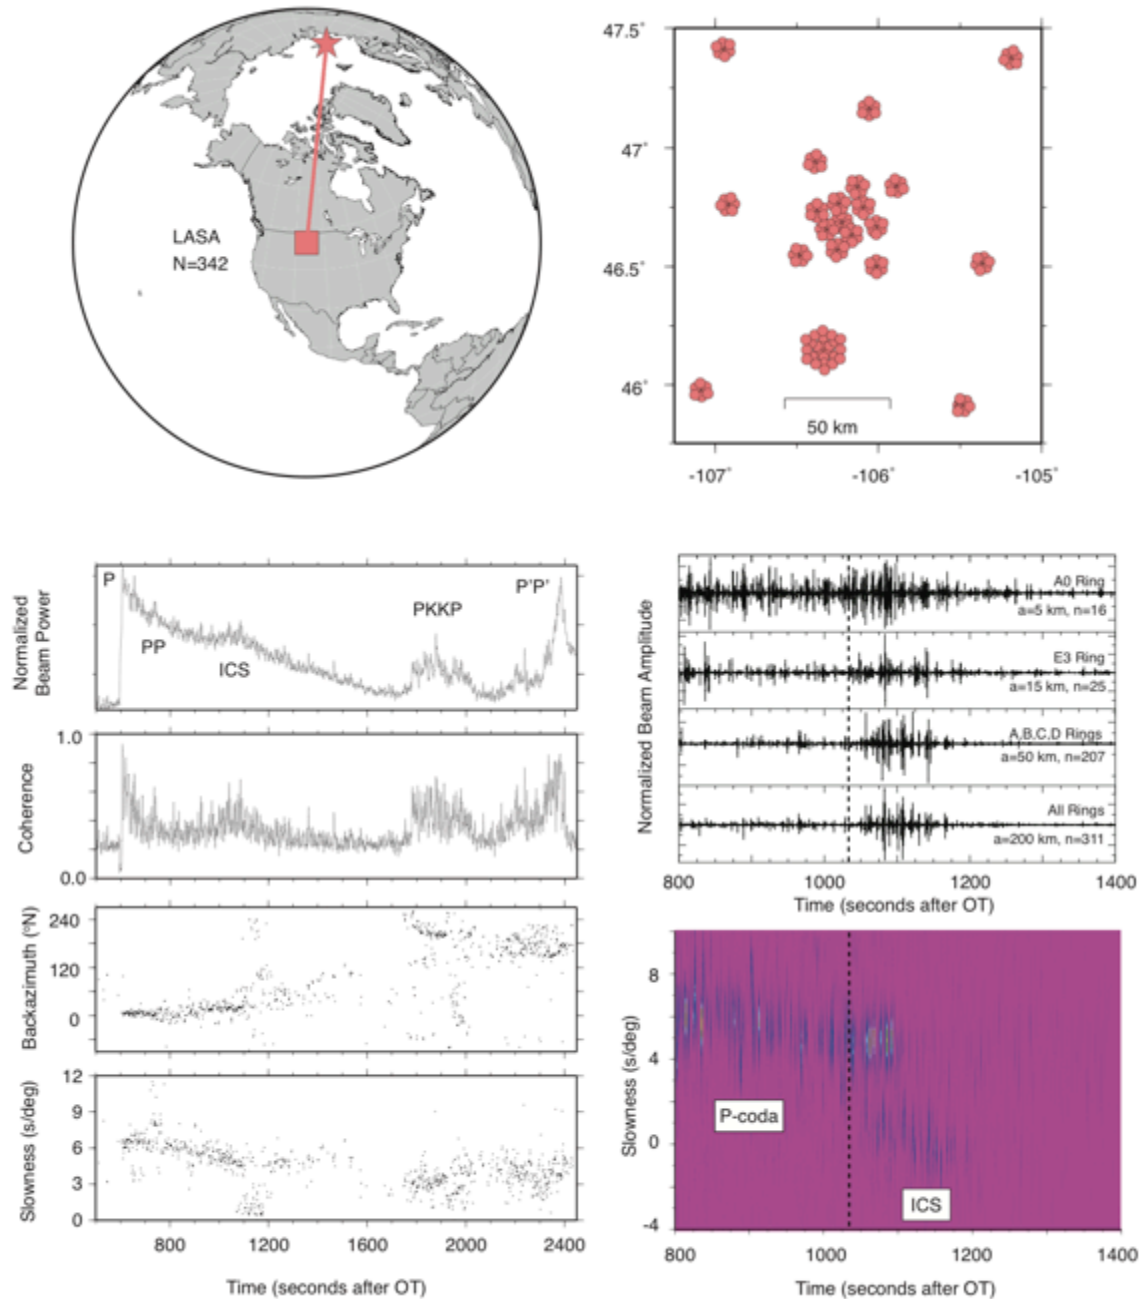 LASA
N=342
47.5°
47°
46.5°
46°
50 km
-107°
-106°
-105°
Normalized
Beam Power
P
PP
ICS
PKKP
P'P'
Coherence
1.0
0.0
Backazimuth (°N)
240
120
0
Slowness (s/deg)
12
9
6
3
0
800
1200
1600
2000
2400
Time (seconds after OT)
Normalized Beam Amplitude
A0 Ring
a=5 km, n=16
E3 Ring
a=15 km, n=25
A,B,C,D Rings
a=50 km, n=207
All Rings
a=200 km, n=311
800
1000
1200
1400
Time (seconds after OT)
Slowness (s/deg)
8
4
0
-4
P-coda
ICS
800
1000
1200
1400
Time (seconds after OT)